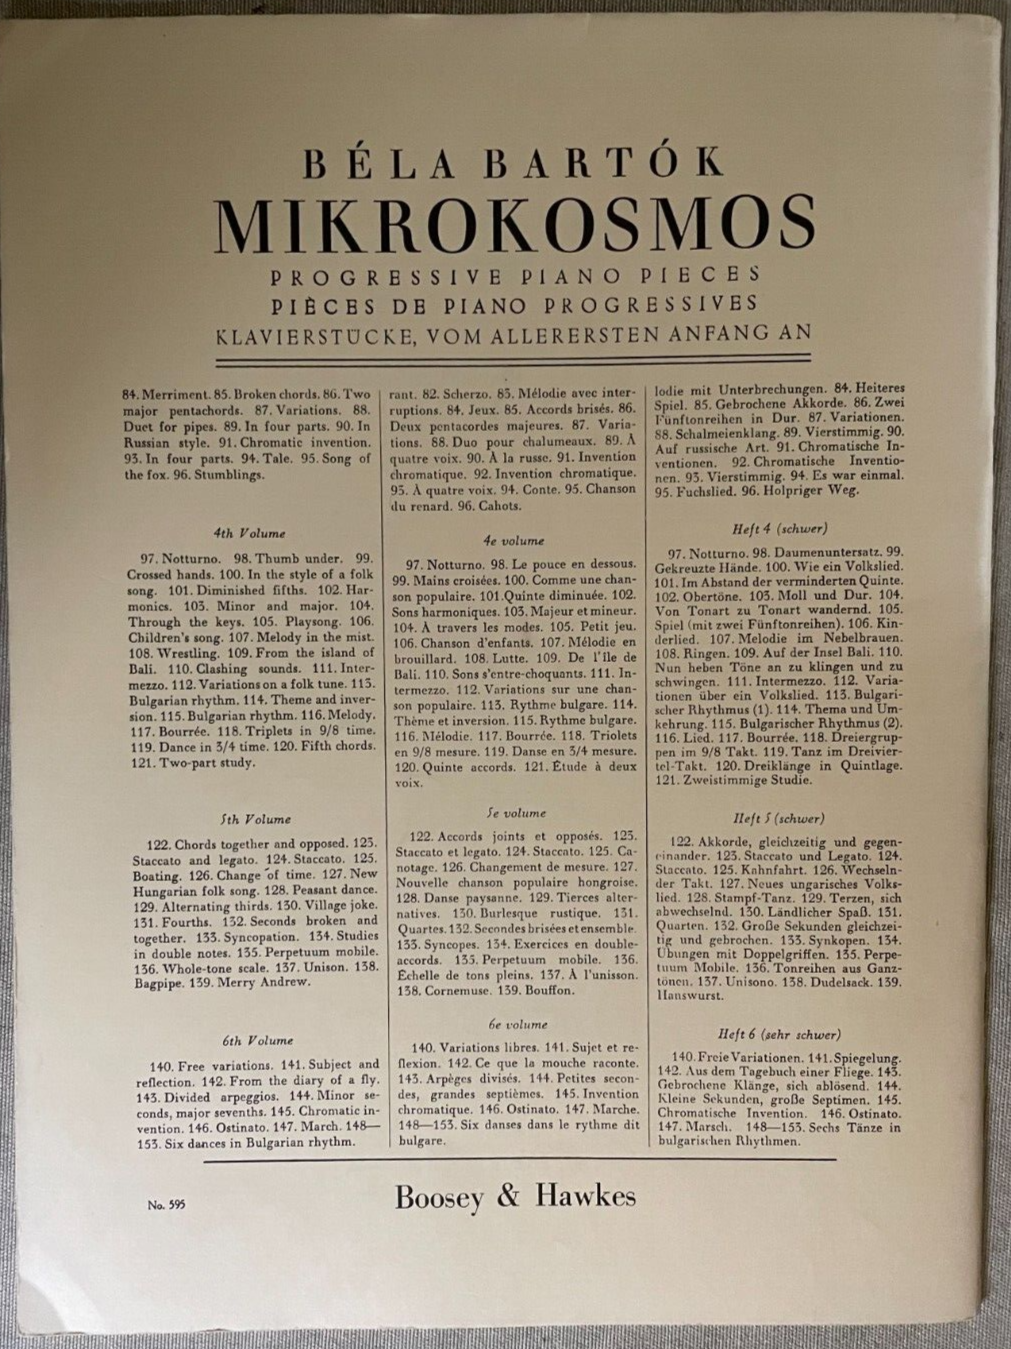 BÉLA BARTÓK
MIKROKOSMOS
PROGRESSIVE PIANO PIECES
PIÈCES DE PIANO PROGRESSIVES
KLAVIERSTÜCKE, VOM ALLERERSTEN ANFANG AN
84. Merriment. 85. Broken chords. 86. Two
major pentachords. 87. Variations. 88.
Duet for pipes. 89. In four parts. 90. In
Russian style. 91. Chromatic invention.
93. In four parts. 94. Tale. 95. Song of
the fox. 96. Stumblings.
4th Volume
97. Notturno. 98. Thumb under. 99.
Crossed hands. 100. In the style of a folk
song. 101. Diminished fifths. 102. Har-
monics. 103. Minor and major. 104.
Through the keys. 105. Playsong. 106.
Children's song. 107. Melody in the mist.
108. Wrestling. 109. From the island of
Bali. 110. Clashing sounds. 111. Inter-
mezzo. 112. Variations on a folk tune. 113.
Bulgarian rhythm. 114. Theme and inver-
sion. 115. Bulgarian rhythm. 116. Melody.
117. Bourrée. 118. Triplets in 9/8 time.
119. Dance in 3/4 time. 120. Fifth chords.
121. Two-part study.
5th Volume
122. Chords together and opposed. 123.
Staccato and legato. 124. Staccato. 125.
Boating. 126. Change of time. 127. New
Hungarian folk song. 128. Peasant dance.
129. Alternating thirds. 130. Village joke.
131. Fourths. 132. Seconds broken and
together. 133. Syncopation. 134. Studies
in double notes. 135. Perpetuum mobile.
136. Whole-tone scale. 137. Unison. 138.
Bagpipe. 139. Merry Andrew.
6th Volume
140. Free variations. 141. Subject and
reflection. 142. From the diary of a fly.
143. Divided arpeggios. 144. Minor se-
conds, major sevenths. 145. Chromatic in-
vention. 146. Ostinato. 147. March. 148—
153. Six dances in Bulgarian rhythm.
rant. 82. Scherzo. 83. Mélodie avec inter-
ruptions. 84. Jeux. 85. Accords brisés. 86.
Deux pentacordes majeures. 87. Varia-
tions. 88. Duo pour chalumeaux. 89. À
quatre voix. 90. À la russe. 91. Invention
chromatique. 92. Invention chromatique.
93. À quatre voix. 94. Conte. 95. Chanson
du renard. 96. Cahots.
4e volume
97. Notturno. 98. Le pouce en dessous.
99. Mains croisées. 100. Comme une chan-
son populaire. 101. Quinte diminuée. 102.
Sons harmoniques. 103. Majeur et mineur.
104. À travers les modes. 105. Petit jeu.
106. Chanson d'enfants. 107. Mélodie en
brouillard. 108. Lutte. 109. De l'île de
Bali. 110. Sons s'entre-choquants. 111. In-
termezzo. 112. Variations sur une chan-
son populaire. 113. Rythme bulgare. 114.
Thème et inversion. 115. Rythme bulgare.
116. Mélodie. 117. Bourrée. 118. Triolets
en 9/8 mesure. 119. Danse en 3/4 mesure.
120. Quinte accords. 121. Étude à deux
voix.
5e volume
122. Accords joints et opposés. 123.
Staccato et legato. 124. Staccato. 125. Ca-
notage. 126. Changement de mesure. 127.
Nouvelle chanson populaire hongroise.
128. Danse paysanne. 129. Tierces alter-
natives. 130. Burlesque rustique. 131.
Quartes. 132. Secondes brisées et ensemble.
133. Syncopes. 134. Exercices en double-
accords. 135. Perpetuum mobile. 136.
Échelle de tons pleins. 137. À l'unisson.
138. Cornemuse. 139. Bouffon.
6e volume
140. Variations libres. 141. Sujet et re-
flexion. 142. Ce que la mouche raconte.
143. Arpèges divisés. 144. Petites secon-
des, grandes septièmes. 145. Invention
chromatique. 146. Ostinato. 147. Marche.
148—153. Six danses dans le rythme dit
bulgare.
lodie mit Unterbrechungen. 84. Heiteres
Spiel. 85. Gebrochene Akkorde. 86. Zwei
Fünftonreihen in Dur. 87. Variationen.
88. Schalmeienklang. 89. Vierstimmig. 90.
Auf russische Art. 91. Chromatische In-
ventionen. 92. Chromatische Inventio-
nen. 93. Vierstimmig. 94. Es war einmal.
95. Fuchslied. 96. Holpriger Weg.
Heft 4 (schwer)
97. Notturno. 98. Daumenuntersatz. 99.
Gekreuzte Hände. 100. Wie ein Volkslied.
101. Im Abstand der verminderten Quinte.
102. Obertöne. 103. Moll und Dur. 104.
Von Tonart zu Tonart wandernd. 105.
Spiel (mit zwei Fünftonreihen). 106. Kin-
derlied. 107. Melodie im Nebelbrauen.
108. Ringen. 109. Auf der Insel Bali. 110.
Nun heben Töne an zu klingen und zu
schwingen. 111. Intermezzo. 112. Varia-
tionen über ein Volkslied. 113. Bulgari-
scher Rhythmus (1). 114. Thema und Um-
kehrung. 115. Bulgarischer Rhythmus (2).
116. Lied. 117. Bourrée. 118. Dreiergrup-
pen im 9/8 Takt. 119. Tanz im Dreivier-
tel-Takt. 120. Dreiklänge in Quintlage.
121. Zweistimmige Studie.
Heft 5 (schwer)
122. Akkorde, gleichzeitig und gegen-
einander. 123. Staccato und Legato. 124.
Staccato. 125. Kahnfahrt. 126. Wechseln-
der Takt. 127. Neues ungarisches Volks-
lied. 128. Stampf-Tanz. 129. Terzen, sich
abwechselnd. 130. Ländlicher Spaß. 131.
Quarten. 132. Große Sekunden gleichzei-
tig und gebrochen. 133. Synkopen. 134.
Übungen mit Doppelgriffen. 135. Perpe-
tuum Mobile. 136. Tonreihen aus Ganz-
tönen. 137. Unisono. 138. Dudelsack. 139.
Hanswurst.
Heft 6 (sehr schwer)
140. Freie Variationen. 141. Spiegelung.
142. Aus dem Tagebuch einer Fliege. 143.
Gebrochene Klänge, sich ablösend. 144.
Kleine Sekunden, große Septimen. 145.
Chromatische Invention. 146. Ostinato.
147. Marsch. 148—153. Sechs Tänze in
bulgarischen Rhythmen.
No. 595
Boosey & Hawkes